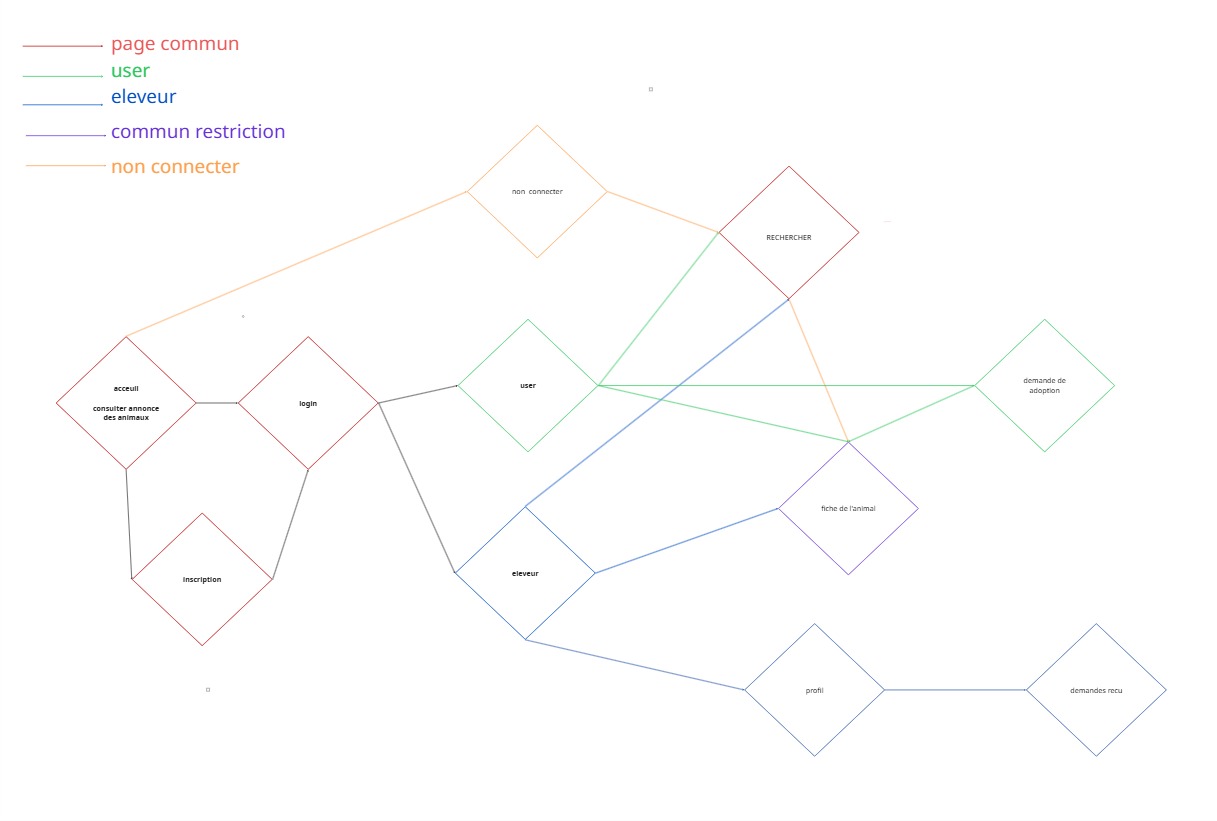 page commun
user
eleveur
commun restriction
non connecter
non connecter
RECHERCHER
acceuil
consulter annonce
des animaux
login
user
demande de
adoption
fiche de l'animal
inscription
eleveur
profil
demandes recu